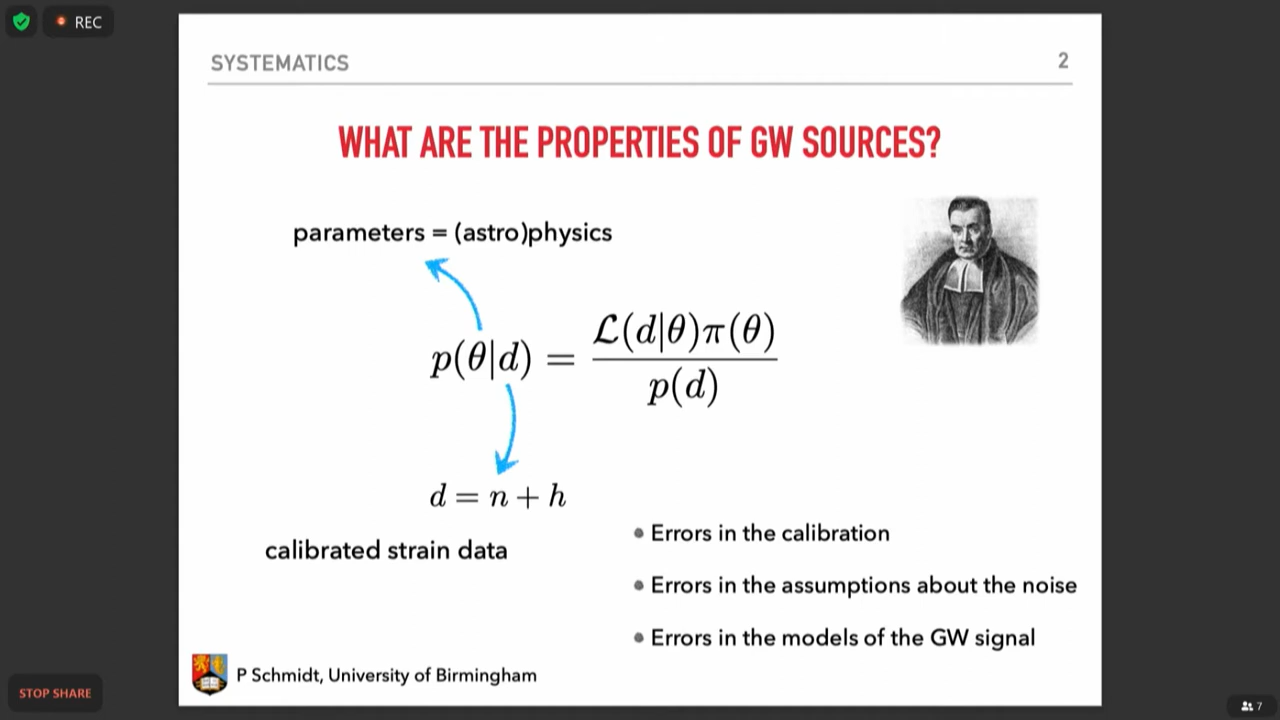 REC
SYSTEMATICS
2
WHAT ARE THE PROPERTIES OF GW SOURCES?
parameters = (astro)physics
p(θ|d) = ℒ(d|θ)π(θ) / p(d)
d = n + h
calibrated strain data
• Errors in the calibration
• Errors in the assumptions about the noise
• Errors in the models of the GW signal
P Schmidt, University of Birmingham
STOP SHARE
7